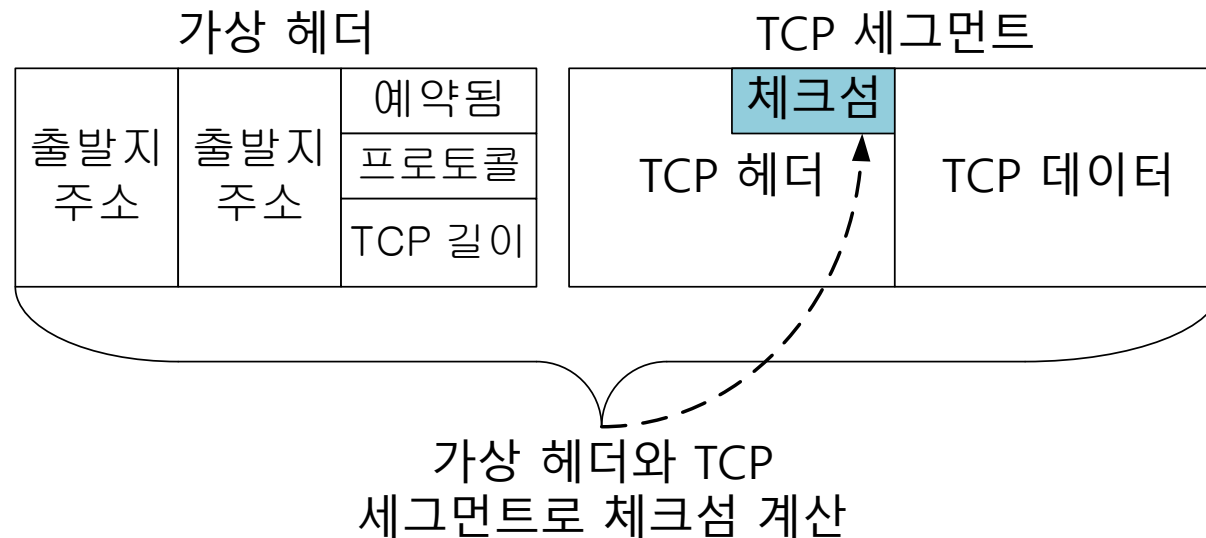 가상 헤더
TCP 세그먼트
출발지
주소
출발지
주소
예약됨
프로토콜
TCP 길이
체크섬
TCP 헤더
TCP 데이터
가상 헤더와 TCP
세그먼트로 체크섬 계산